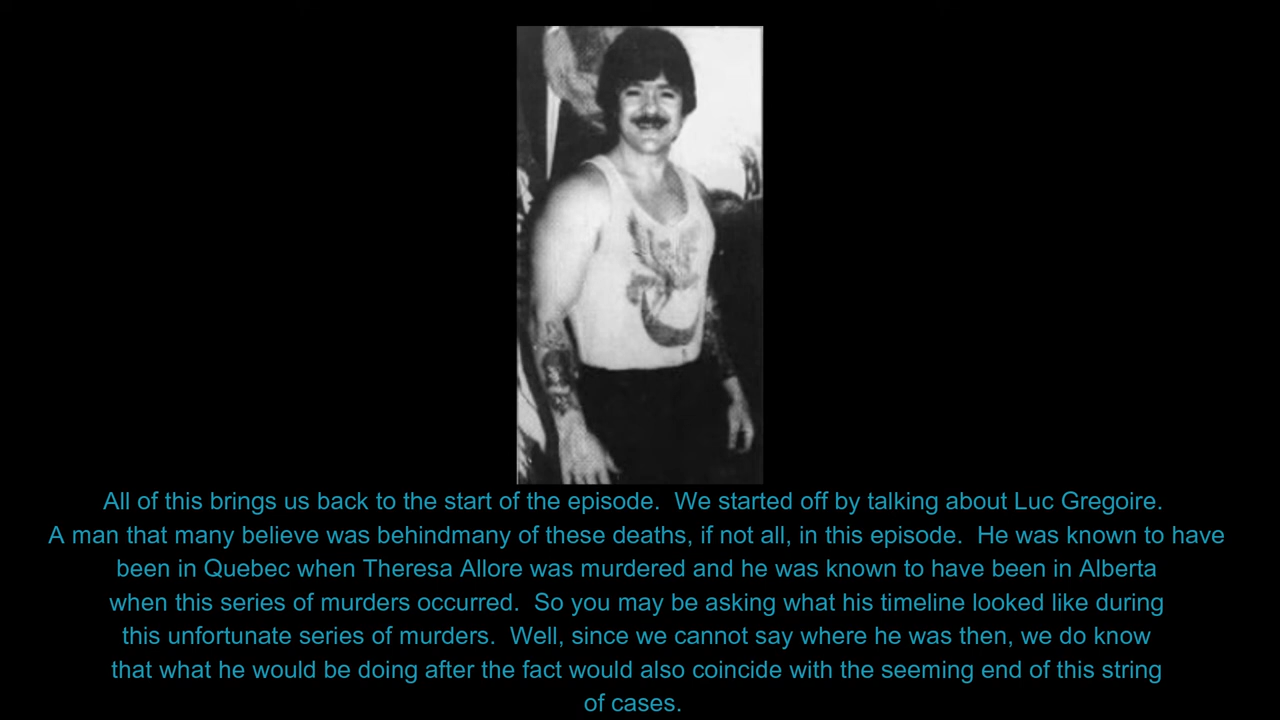 All of this brings us back to the start of the episode.  We started off by talking about Luc Gregoire.
A man that many believe was behindmany of these deaths, if not all, in this episode.  He was known to have
been in Quebec when Theresa Allore was murdered and he was known to have been in Alberta
when this series of murders occurred.  So you may be asking what his timeline looked like during
this unfortunate series of murders.  Well, since we cannot say where he was then, we do know
that what he would be doing after the fact would also coincide with the seeming end of this string
of cases.